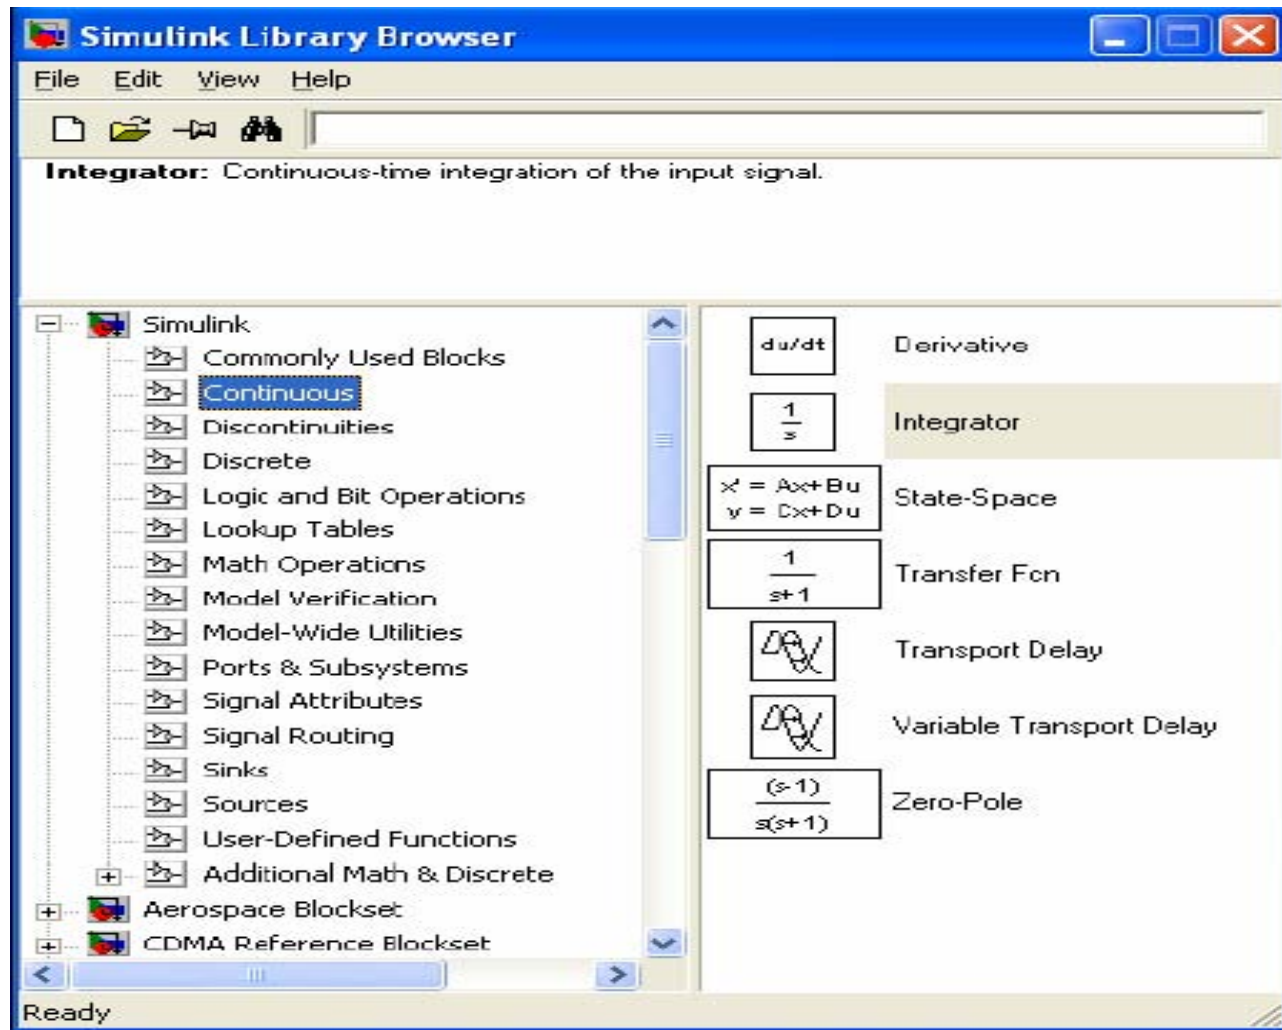 Simulink Library Browser
File Edit View Help
Integrator: Continuous-time integration of the input signal.
Simulink
Commonly Used Blocks
Continuous
Discontinuities
Discrete
Logic and Bit Operations
Lookup Tables
Math Operations
Model Verification
Model-Wide Utilities
Ports & Subsystems
Signal Attributes
Signal Routing
Sinks
Sources
User-Defined Functions
Additional Math & Discrete
Aerospace Blockset
CDMA Reference Blockset
du/dt Derivative
1
s
Integrator
x' = Ax+Bu
y = Cx+Du
State-Space
1
s+1
Transfer Fcn
Transport Delay
Variable Transport Delay
(s-1)
s(s+1)
Zero-Pole
Ready